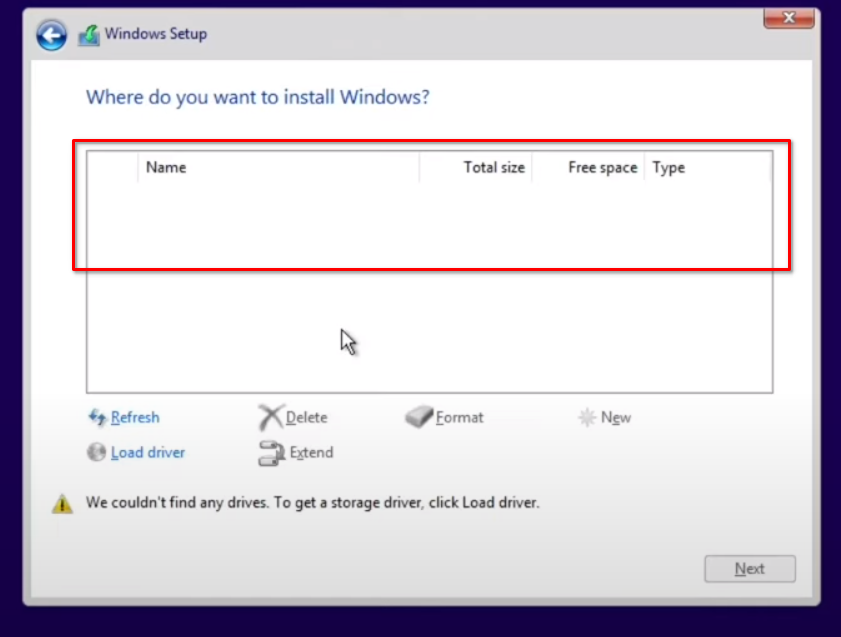 Windows Setup
Where do you want to install Windows?
Name Total size Free space Type
Refresh Delete Format New
Load driver Extend
We couldn't find any drives. To get a storage driver, click Load driver.
Next